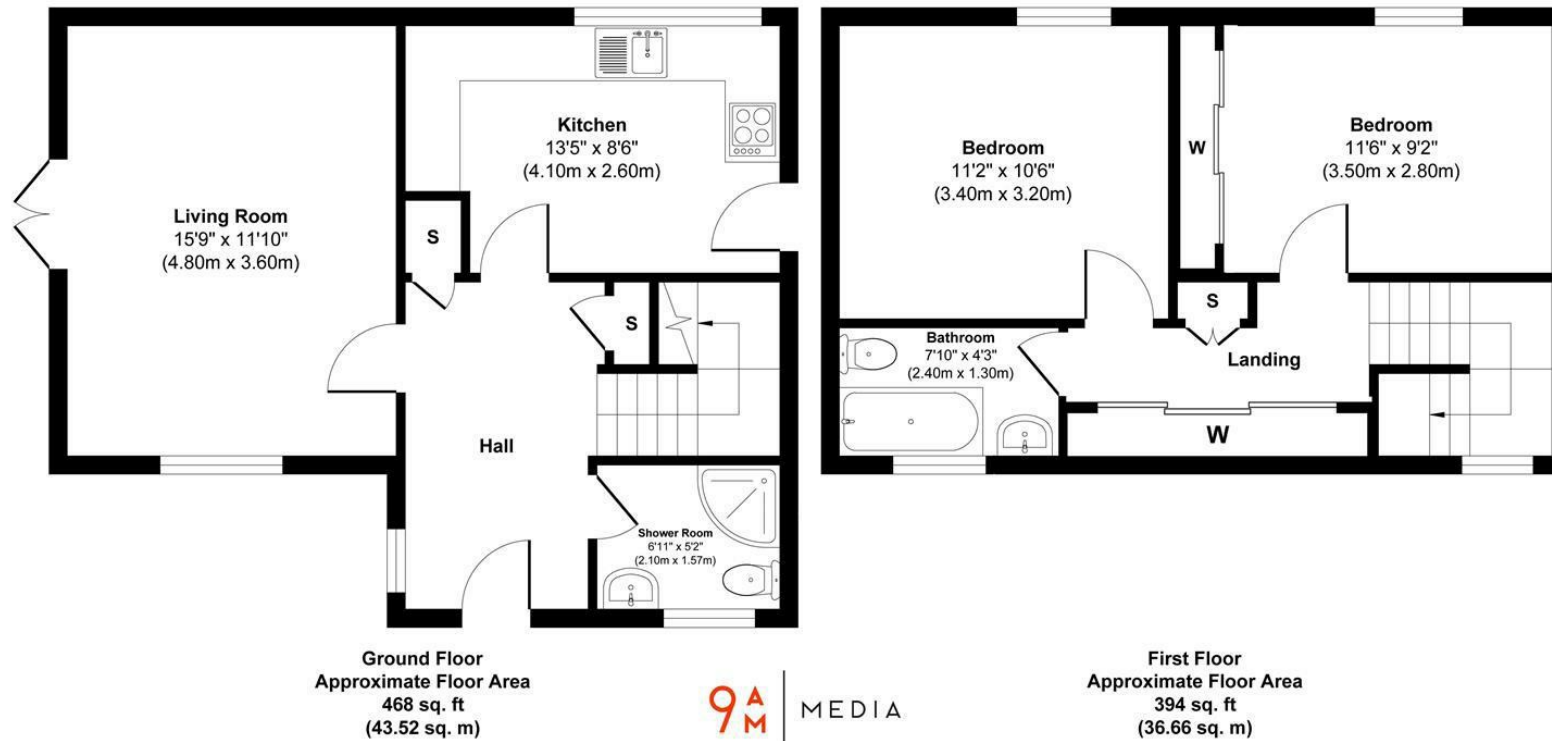 Living Room
15'9" x 11'10"
(4.80m x 3.60m)
Kitchen
13'5" x 8'6"
(4.10m x 2.60m)
S
S
Hall
Shower Room
6'11" x 5'2"
(2.10m x 1.57m)
Ground Floor
Approximate Floor Area
468 sq. ft
(43.52 sq. m)
Bedroom
11'2" x 10'6"
(3.40m x 3.20m)
W
Bedroom
11'6" x 9'2"
(3.50m x 2.80m)
S
Bathroom
7'10" x 4'3"
(2.40m x 1.30m)
Landing
W
First Floor
Approximate Floor Area
394 sq. ft
(36.66 sq. m)
9AM MEDIA